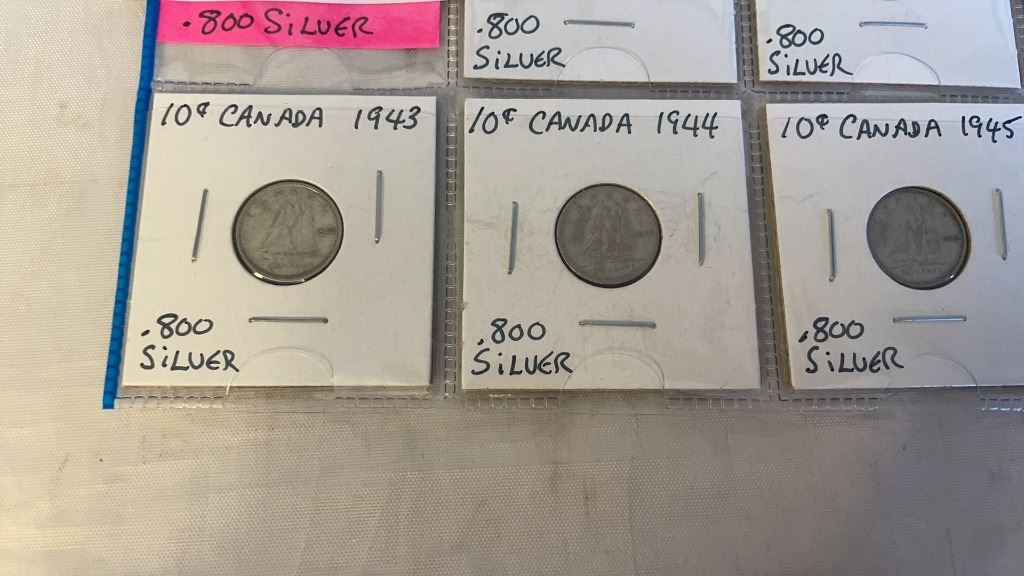 .800 SILVER
.800
SILVER
.800
SILVER
10¢ CANADA 1943
.800
SILVER
10¢ CANADA 1944
.800
SILVER
10¢ CANADA 1945
.800
SILVER